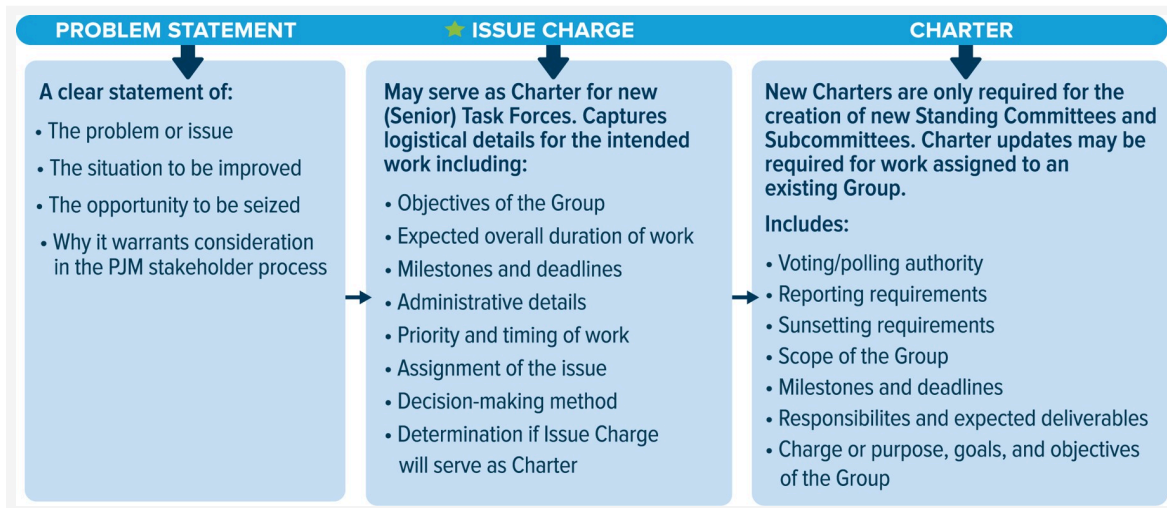 PROBLEM STATEMENT
A clear statement of:
• The problem or issue
• The situation to be improved
• The opportunity to be seized
• Why it warrants consideration
in the PJM stakeholder process
ISSUE CHARGE
May serve as Charter for new
(Senior) Task Forces. Captures
logistical details for the intended
work including:
• Objectives of the Group
• Expected overall duration of work
• Milestones and deadlines
• Administrative details
• Priority and timing of work
• Assignment of the issue
• Decision-making method
• Determination if Issue Charge
will serve as Charter
CHARTER
New Charters are only required for the
creation of new Standing Committees and
Subcommittees. Charter updates may be
required for work assigned to an
existing Group.
Includes:
• Voting/polling authority
• Reporting requirements
• Sunsetting requirements
• Scope of the Group
• Milestones and deadlines
• Responsibilites and expected deliverables
• Charge or purpose, goals, and objectives
of the Group